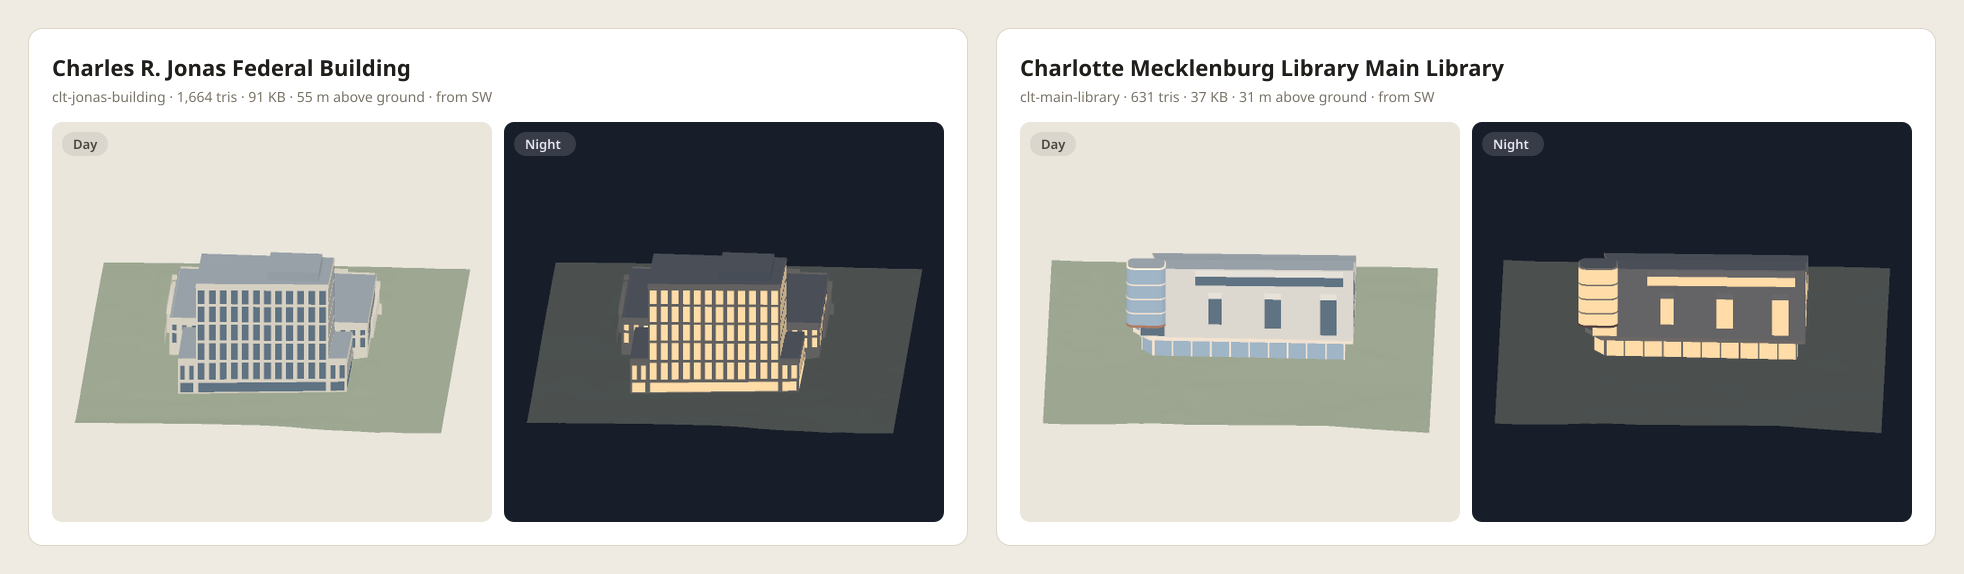 Charles R. Jonas Federal Building
clt-jonas-building · 1,664 tris · 91 KB · 55 m above ground · from SW
Day
Night
Charlotte Mecklenburg Library Main Library
clt-main-library · 631 tris · 37 KB · 31 m above ground · from SW
Day
Night